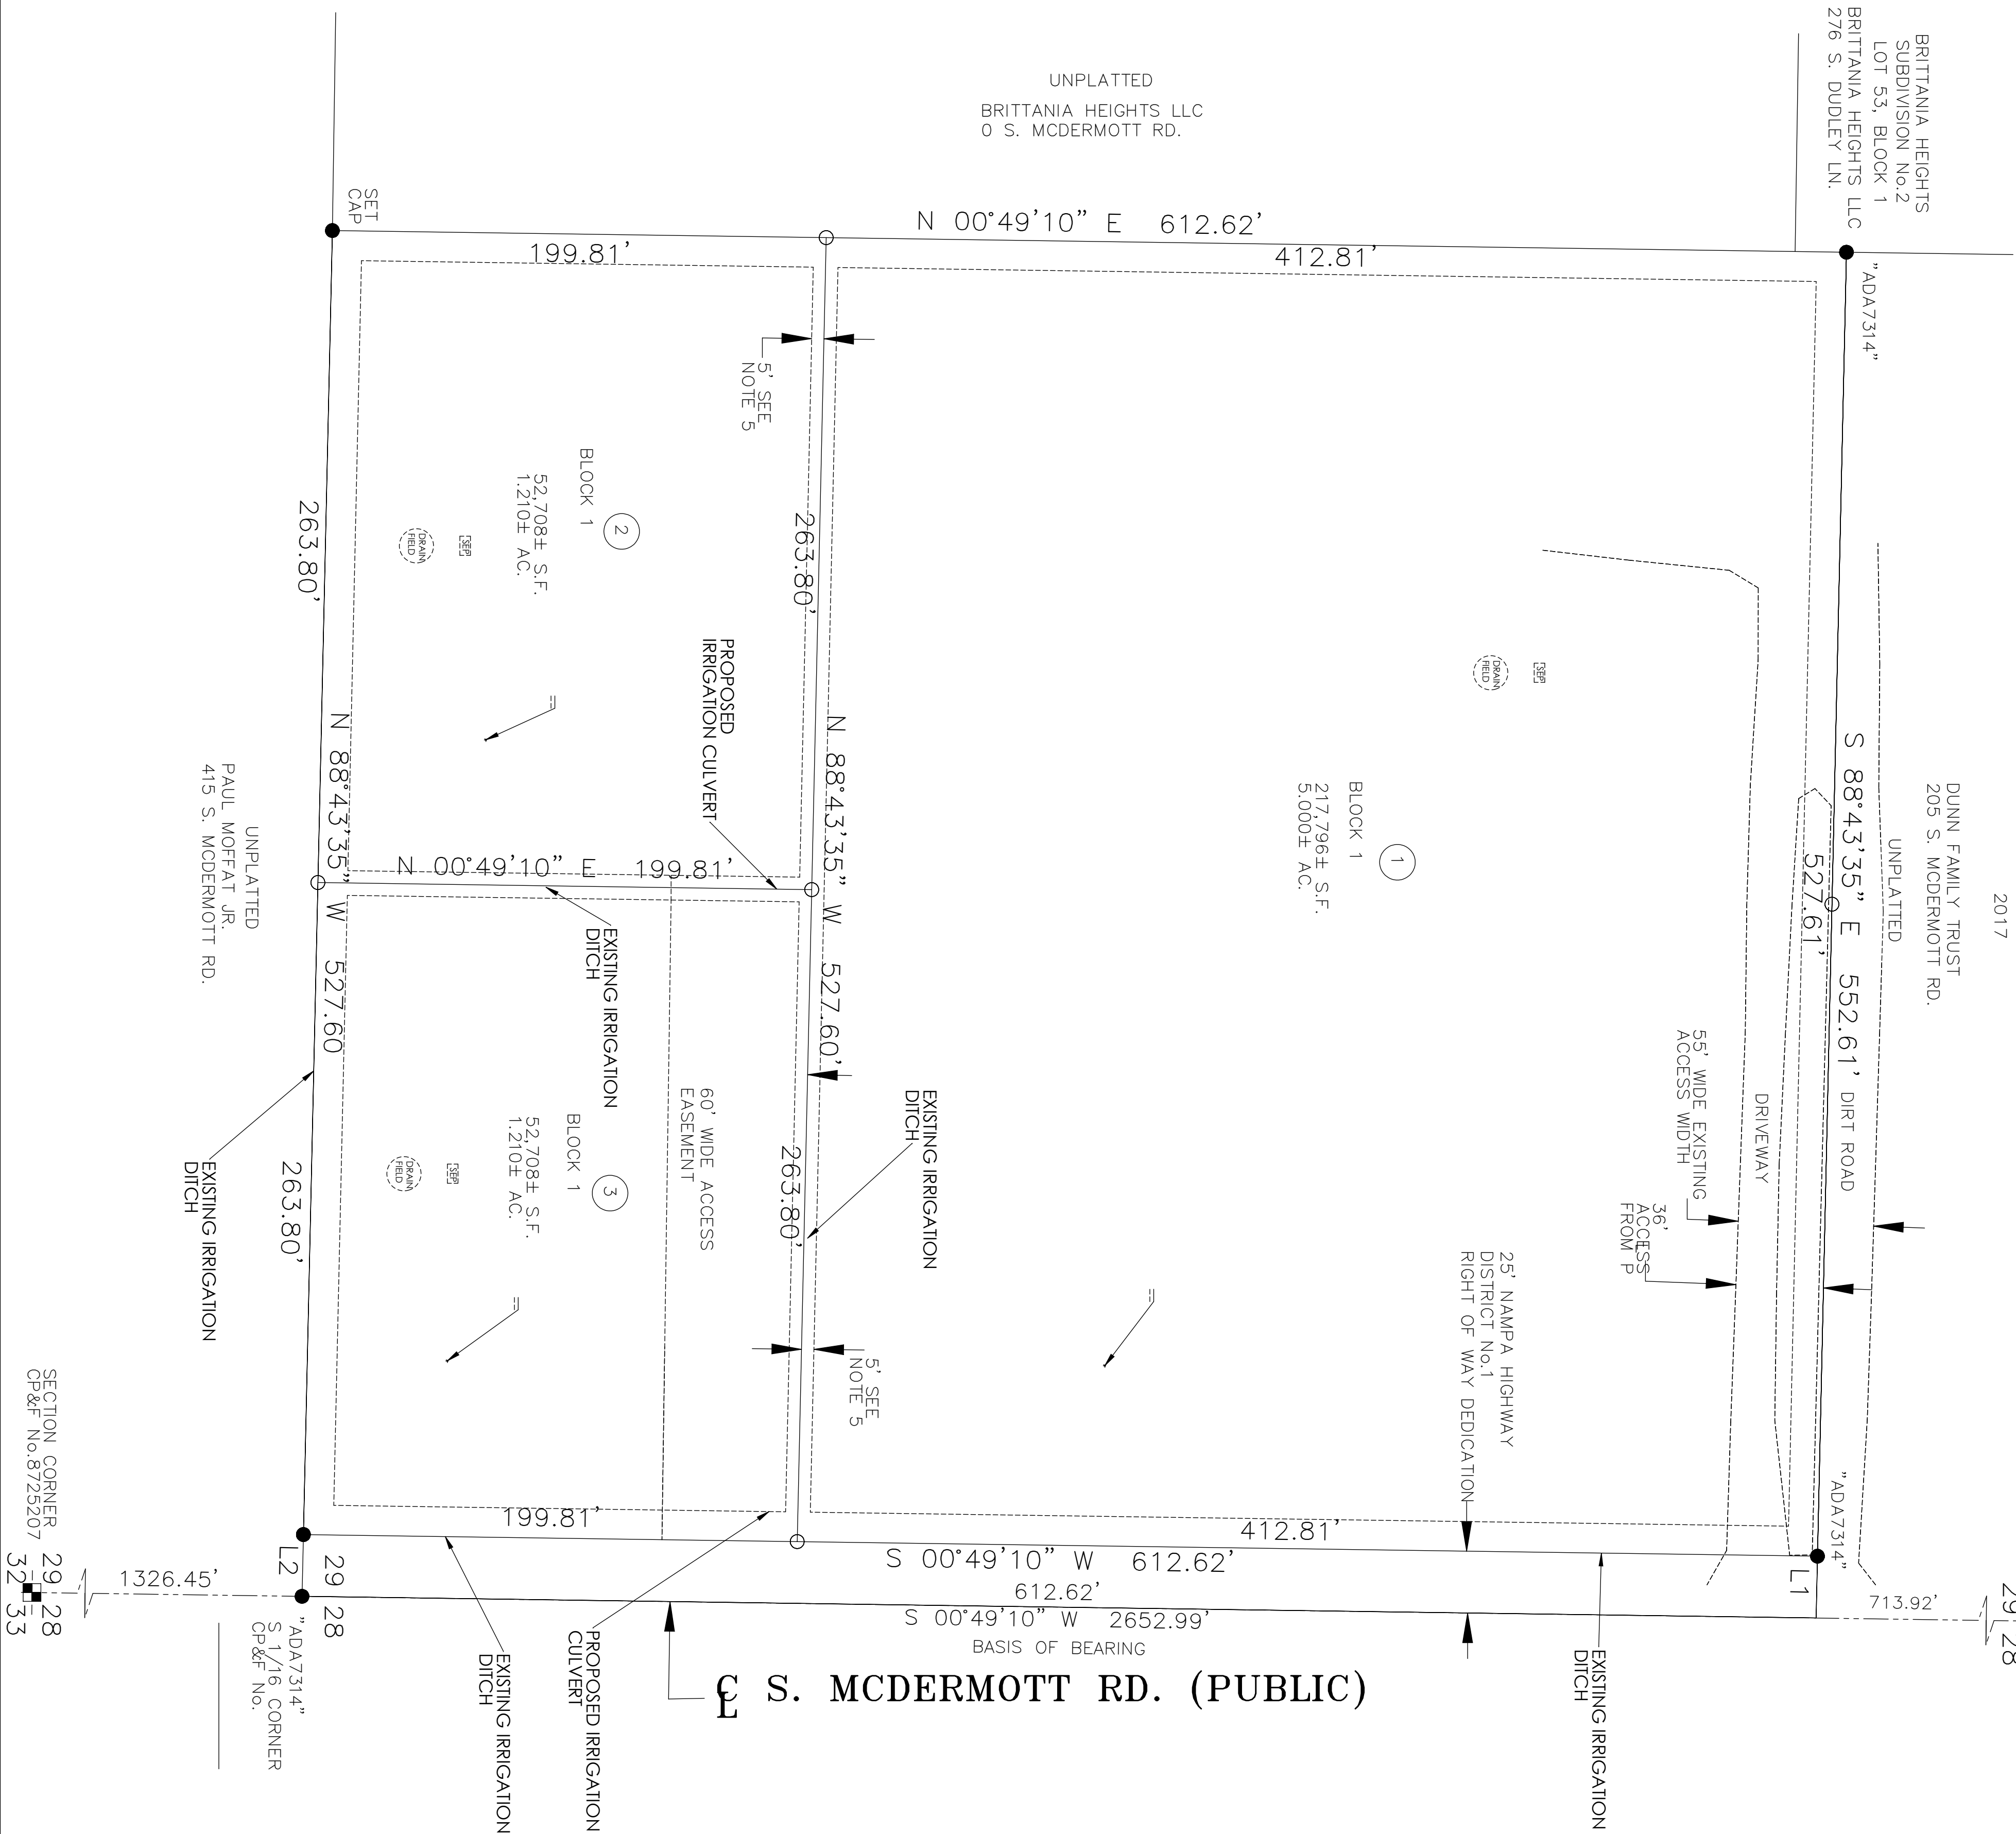 BRITTANIA HEIGHTS
SUBDIVISION No.2
LOT 53, BLOCK 1
BRITTANIA HEIGHTS LLC
276 S. DUDLEY LN.
UNPLATTED
BRITTANIA HEIGHTS LLC
0 S. MCDERMOTT RD.
SET
CAP
N 00°49'10" E 612.62'
199.81'
412.81'
"ADA7314"
5' SEE
NOTE 5
BLOCK 1
2
52,708± S.F.
1.210± AC.
DRAIN
FIELD
SEP
263.80'
263.80'
PROPOSED
IRRIGATION CULVERT
N 88°43'35" W 527.60
N 88°43'35" W 527.60'
N 00°49'10" E 199.81'
EXISTING IRRIGATION
DITCH
UNPLATTED
PAUL MOFFAT JR.
415 S. MCDERMOTT RD.
DRAIN
FIELD
SEP
BLOCK 1
1
217,796± S.F.
5.000± AC.
2017
DUNN FAMILY TRUST
205 S. MCDERMOTT RD.
UNPLATTED
S 88°43'35" E 552.61' DIRT ROAD
527.61'
55' WIDE EXISTING
ACCESS WIDTH
DRIVEWAY
36'
ACCESS
FROM P
25' NAMPA HIGHWAY
DISTRICT No.1
RIGHT OF WAY DEDICATION
60' WIDE ACCESS
EASEMENT
EXISTING IRRIGATION
DITCH
BLOCK 1
3
52,708± S.F.
1.210± AC.
DRAIN
FIELD
SEP
263.80'
263.80'
EXISTING IRRIGATION
DITCH
5' SEE
NOTE 5
"ADA7314"
199.81'
412.81'
S 00°49'10" W 612.62'
612.62'
S 00°49'10" W 2652.99'
BASIS OF BEARING
℄ S. MCDERMOTT RD. (PUBLIC)
L1
L2
713.92'
29 28
29 28
1326.45'
SECTION CORNER
CP&F No.8725207
29 28
32 33
"ADA7314"
S 1/16 CORNER
CP&F No.
EXISTING IRRIGATION
DITCH
PROPOSED IRRIGATION
CULVERT
EXISTING IRRIGATION
DITCH